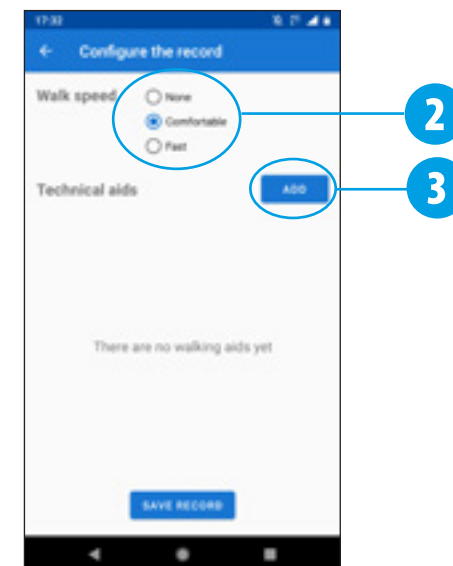 17:32
Configure the record
Walk speed
None
Comfortable
2
Fast
Technical aids
ADD
3
There are no walking aids yet
SAVE RECORD